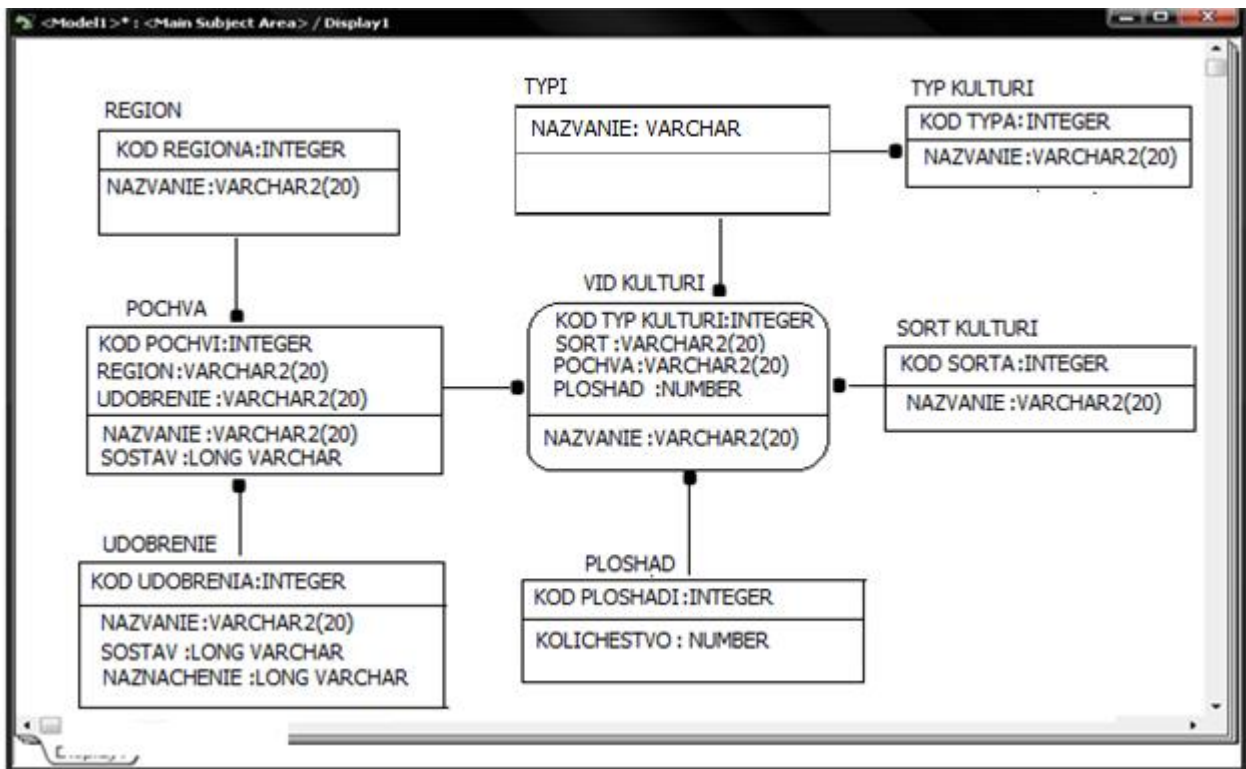 <Model1>* : <Main Subject Area> / Display1
REGION
KOD REGIONA:INTEGER
NAZVANIE:VARCHAR2(20)
TYPI
NAZVANIE: VARCHAR
TYP KULTURI
KOD TYPA:INTEGER
NAZVANIE:VARCHAR2(20)
POCHVA
KOD POCHVI:INTEGER
REGION:VARCHAR2(20)
UDOBRENIE:VARCHAR2(20)
NAZVANIE:VARCHAR2(20)
SOSTAV :LONG VARCHAR
VID KULTURI
KOD TYP KULTURI:INTEGER
SORT :VARCHAR2(20)
POCHVA:VARCHAR2(20)
PLOSHAD :NUMBER
NAZVANIE:VARCHAR2(20)
SORT KULTURI
KOD SORTA:INTEGER
NAZVANIE:VARCHAR2(20)
UDOBRENIE
KOD UDOBRENIA:INTEGER
NAZVANIE:VARCHAR2(20)
SOSTAV :LONG VARCHAR
NAZNACHENIE :LONG VARCHAR
PLOSHAD
KOD PLOSHADI:INTEGER
KOLICHESTVO : NUMBER